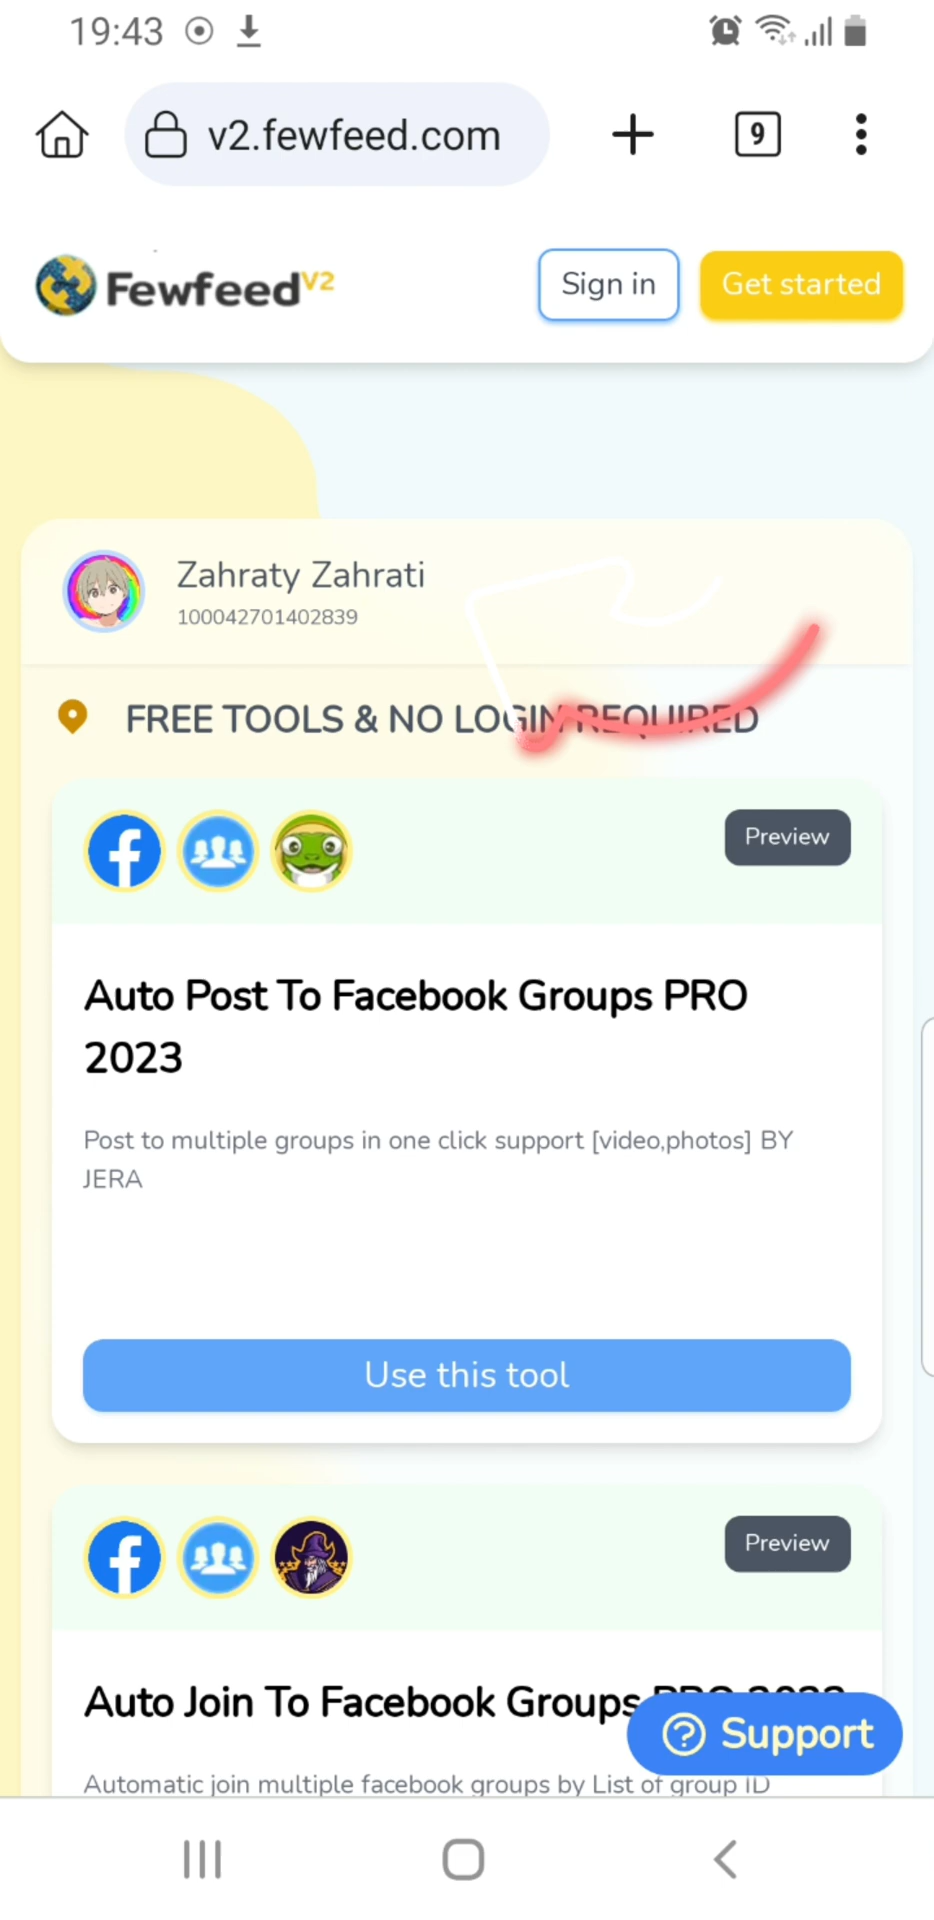 19:43
v2.fewfeed.com
9
FewfeedV2
Sign in
Get started
Zahraty Zahrati
100042701402839
FREE TOOLS & NO LOGIN REQUIRED
Preview
Auto Post To Facebook Groups PRO
2023
Post to multiple groups in one click support [video,photos] BY
JERA
Use this tool
Preview
Auto Join To Facebook Groups PRO 2023
Support
Automatic join multiple facebook groups by List of group ID